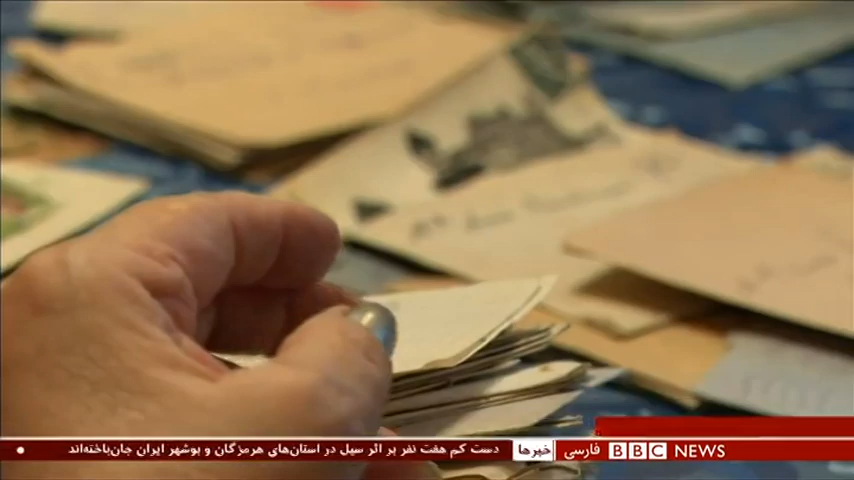 BBC NEWS فارسی
خبرها
دست کم هفت نفر بر اثر سیل در استان‌های هرمزگان و بوشهر ایران جان‌باخته‌اند